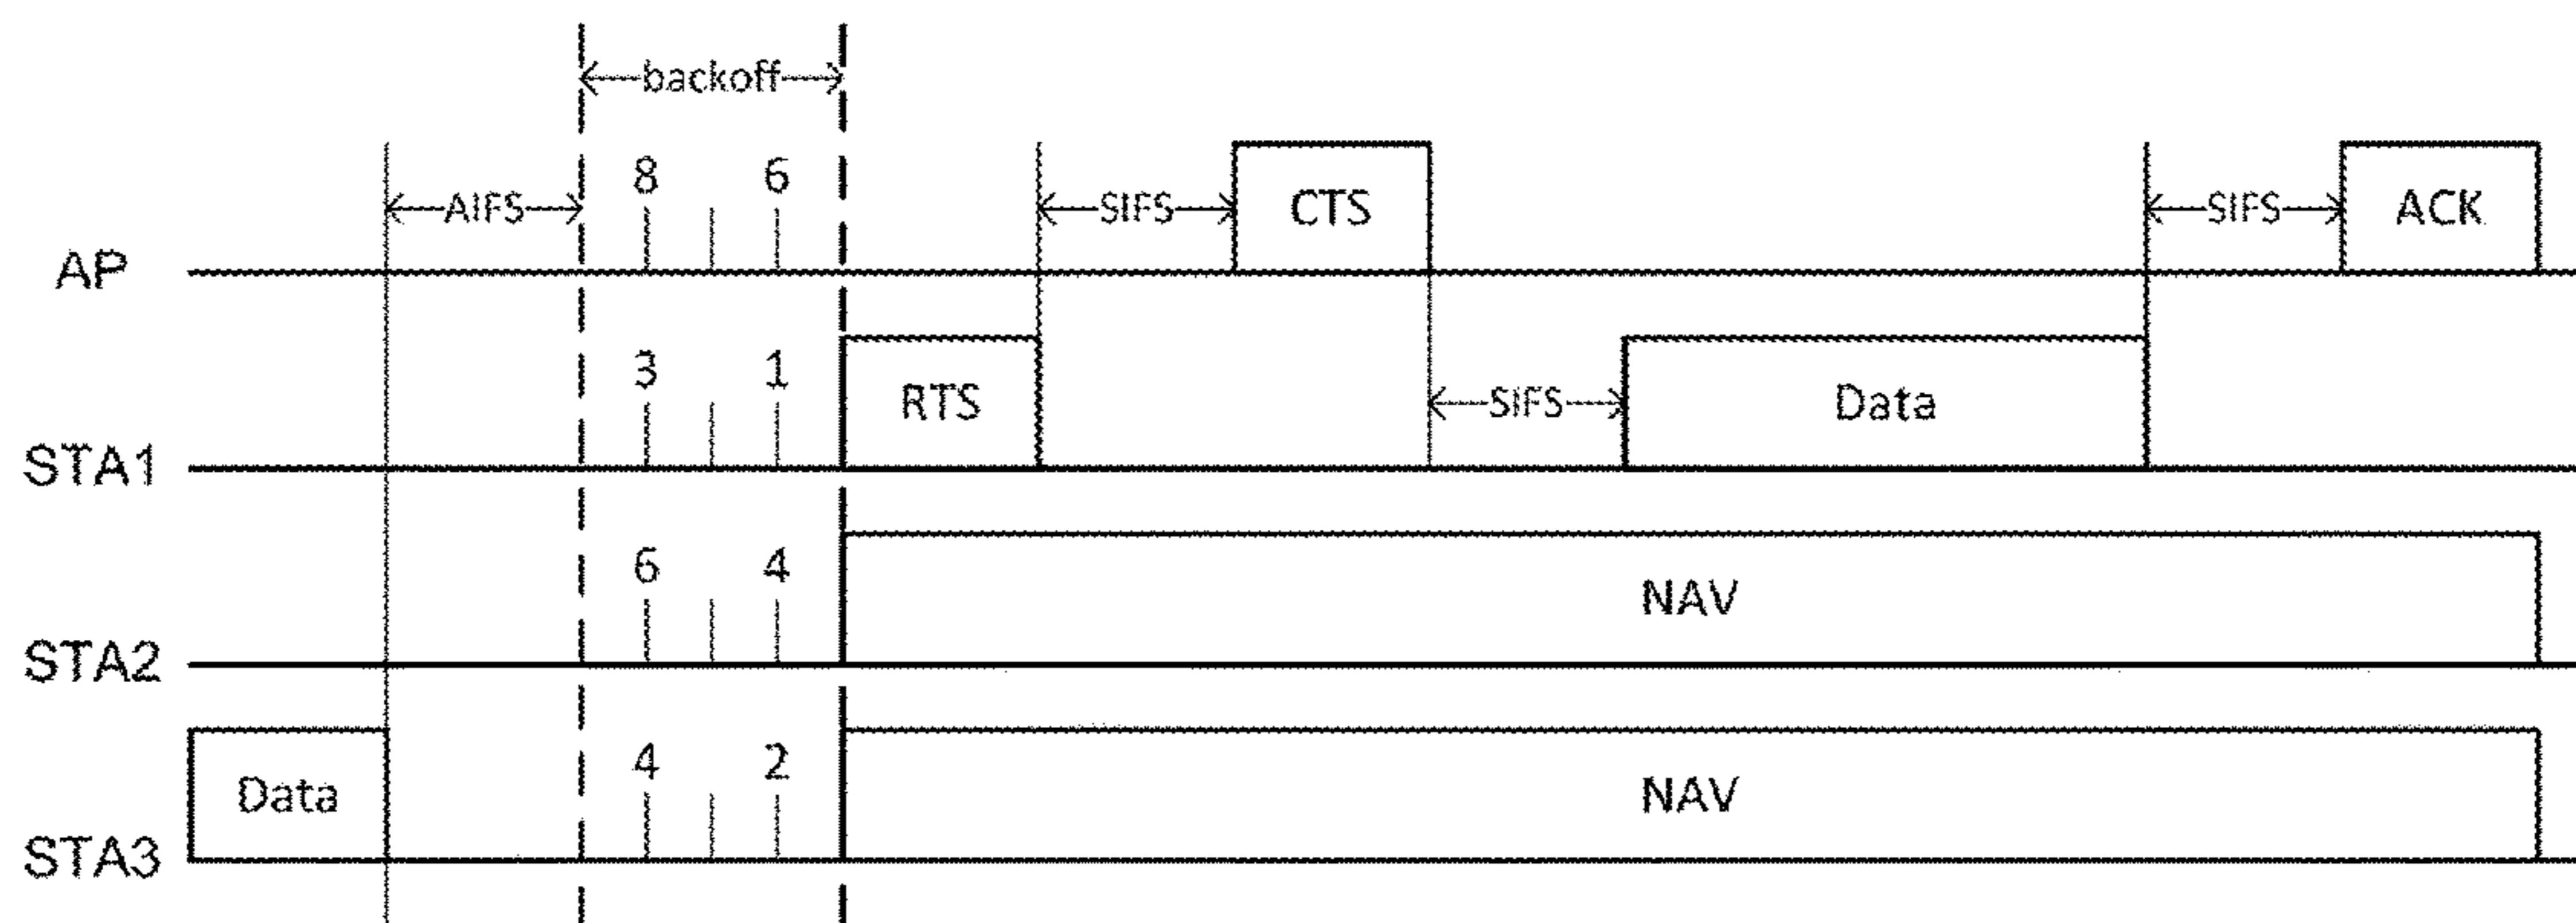 backoff
8 6
AIFS SIFS CTS SIFS ACK
AP
3 1
RTS SIFS Data
STA1
6 4
NAV
STA2
4 2
Data NAV
STA3